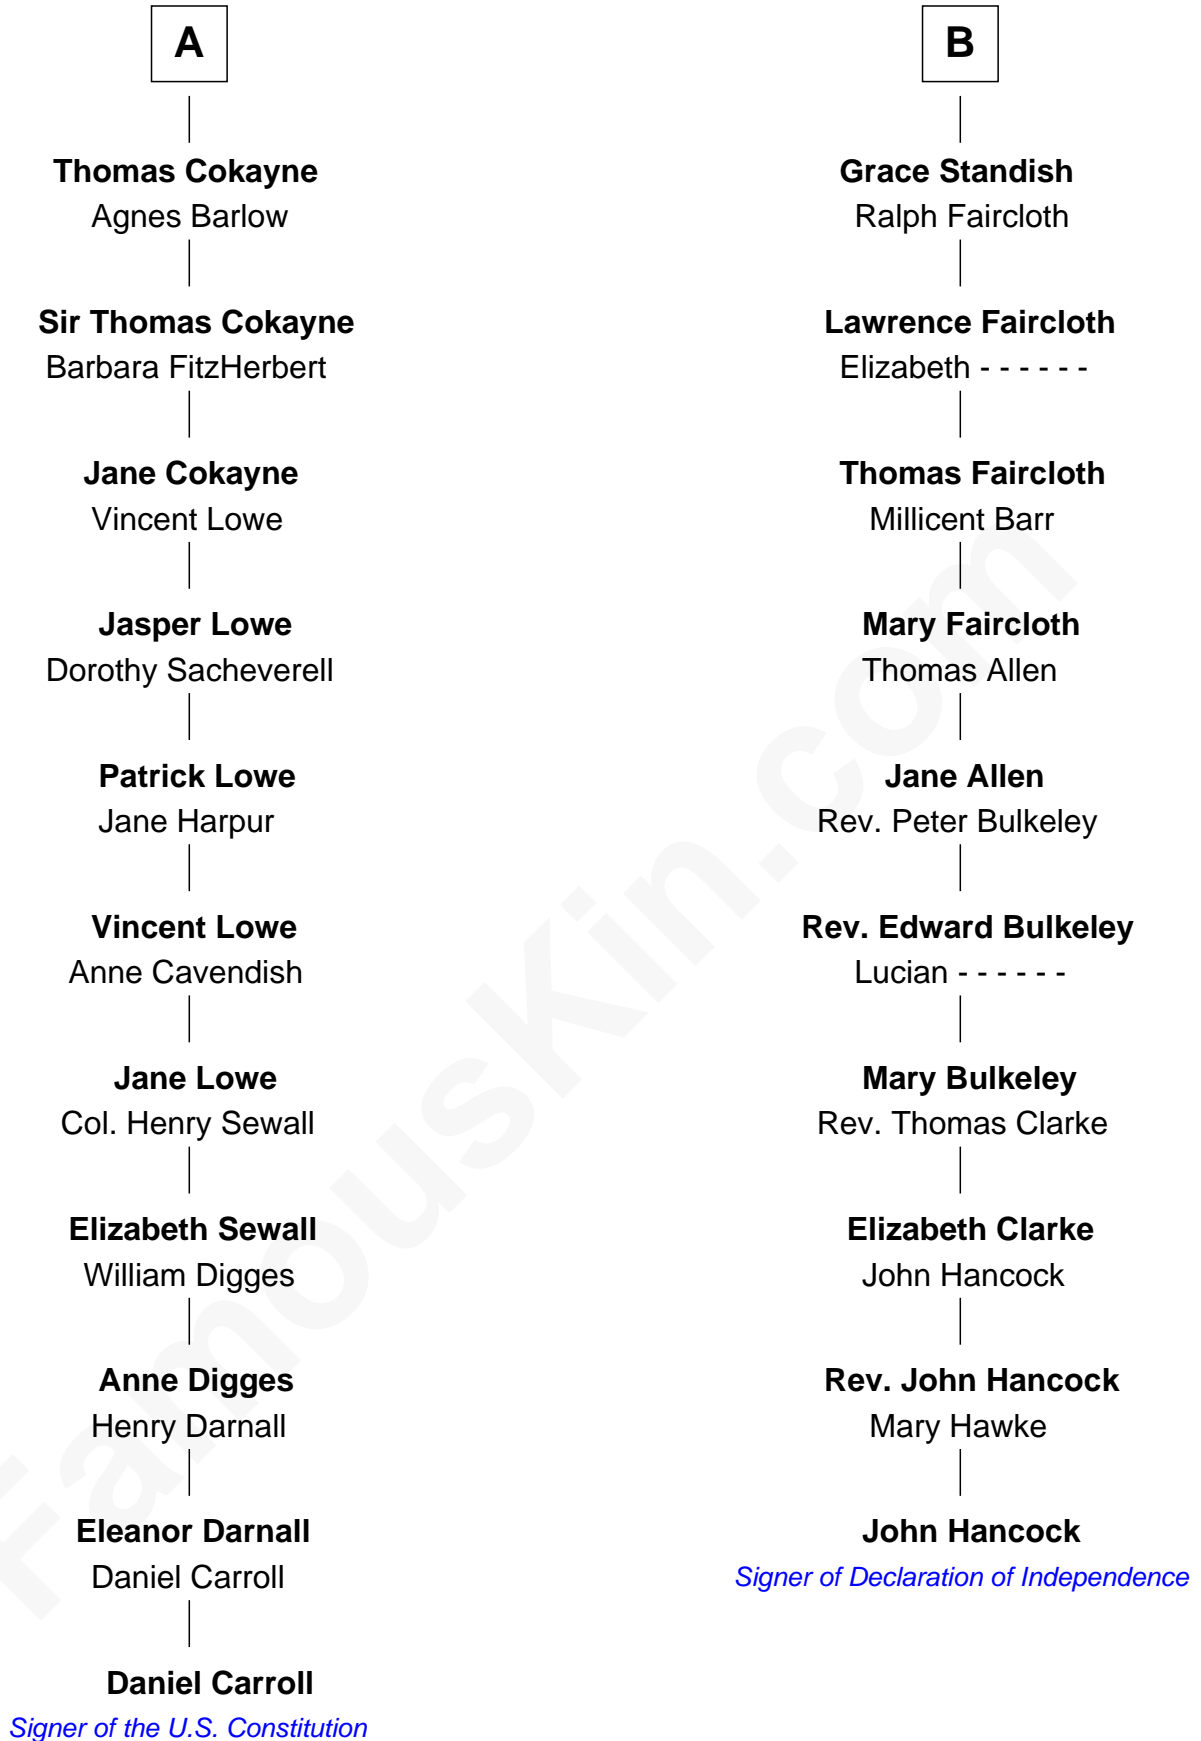 A
Thomas Cokayne
Agnes Barlow
Sir Thomas Cokayne
Barbara FitzHerbert
Jane Cokayne
Vincent Lowe
Jasper Lowe
Dorothy Sacheverell
Patrick Lowe
Jane Harpur
Vincent Lowe
Anne Cavendish
Jane Lowe
Col. Henry Sewall
Elizabeth Sewall
William Digges
Anne Digges
Henry Darnall
Eleanor Darnall
Daniel Carroll
Daniel Carroll
Signer of the U.S. Constitution
B
Grace Standish
Ralph Faircloth
Lawrence Faircloth
Elizabeth - - - - - -
Thomas Faircloth
Millicent Barr
Mary Faircloth
Thomas Allen
Jane Allen
Rev. Peter Bulkeley
Rev. Edward Bulkeley
Lucian - - - - - -
Mary Bulkeley
Rev. Thomas Clarke
Elizabeth Clarke
John Hancock
Rev. John Hancock
Mary Hawke
John Hancock
Signer of Declaration of Independence
FamousKin.com